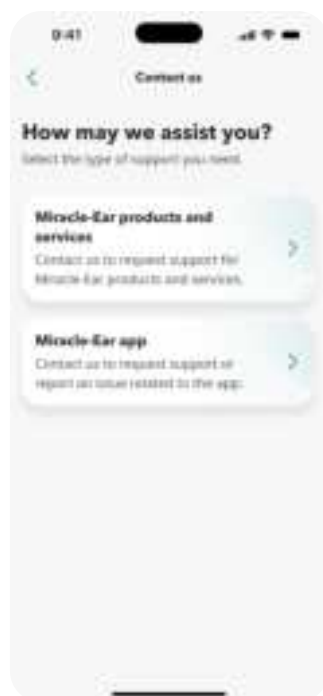 9:41
Contact us
How may we assist you?
Select the type of support you need.
Miracle-Ear products and
services
Contact us to request support for
Miracle-Ear products and services.
Miracle-Ear app
Contact us to request support or
report an issue related to the app.